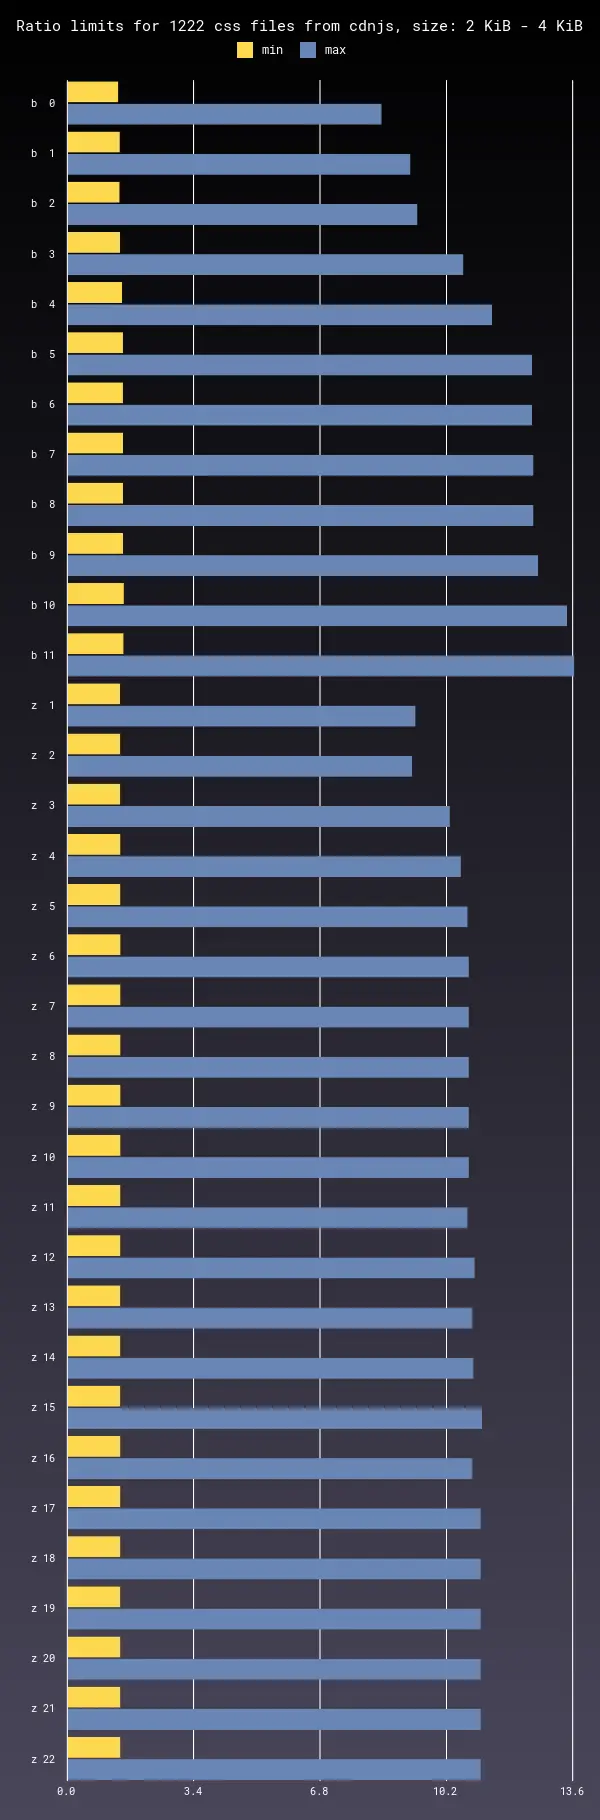 Ratio limits for 1222 css files from cdnjs, size: 2 KiB - 4 KiB
min max
b 0
b 1
b 2
b 3
b 4
b 5
b 6
b 7
b 8
b 9
b 10
b 11
z 1
z 2
z 3
z 4
z 5
z 6
z 7
z 8
z 9
z 10
z 11
z 12
z 13
z 14
z 15
z 16
z 17
z 18
z 19
z 20
z 21
z 22
0.0 3.4 6.8 10.2 13.6